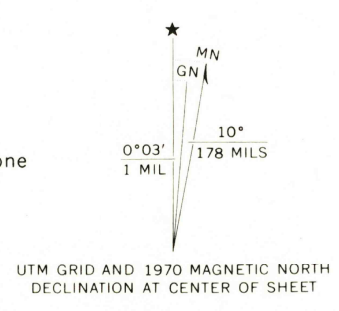 ★
MN
GN
10°
178 MILS
0°03′
1 MIL
one
UTM GRID AND 1970 MAGNETIC NORTH
DECLINATION AT CENTER OF SHEET